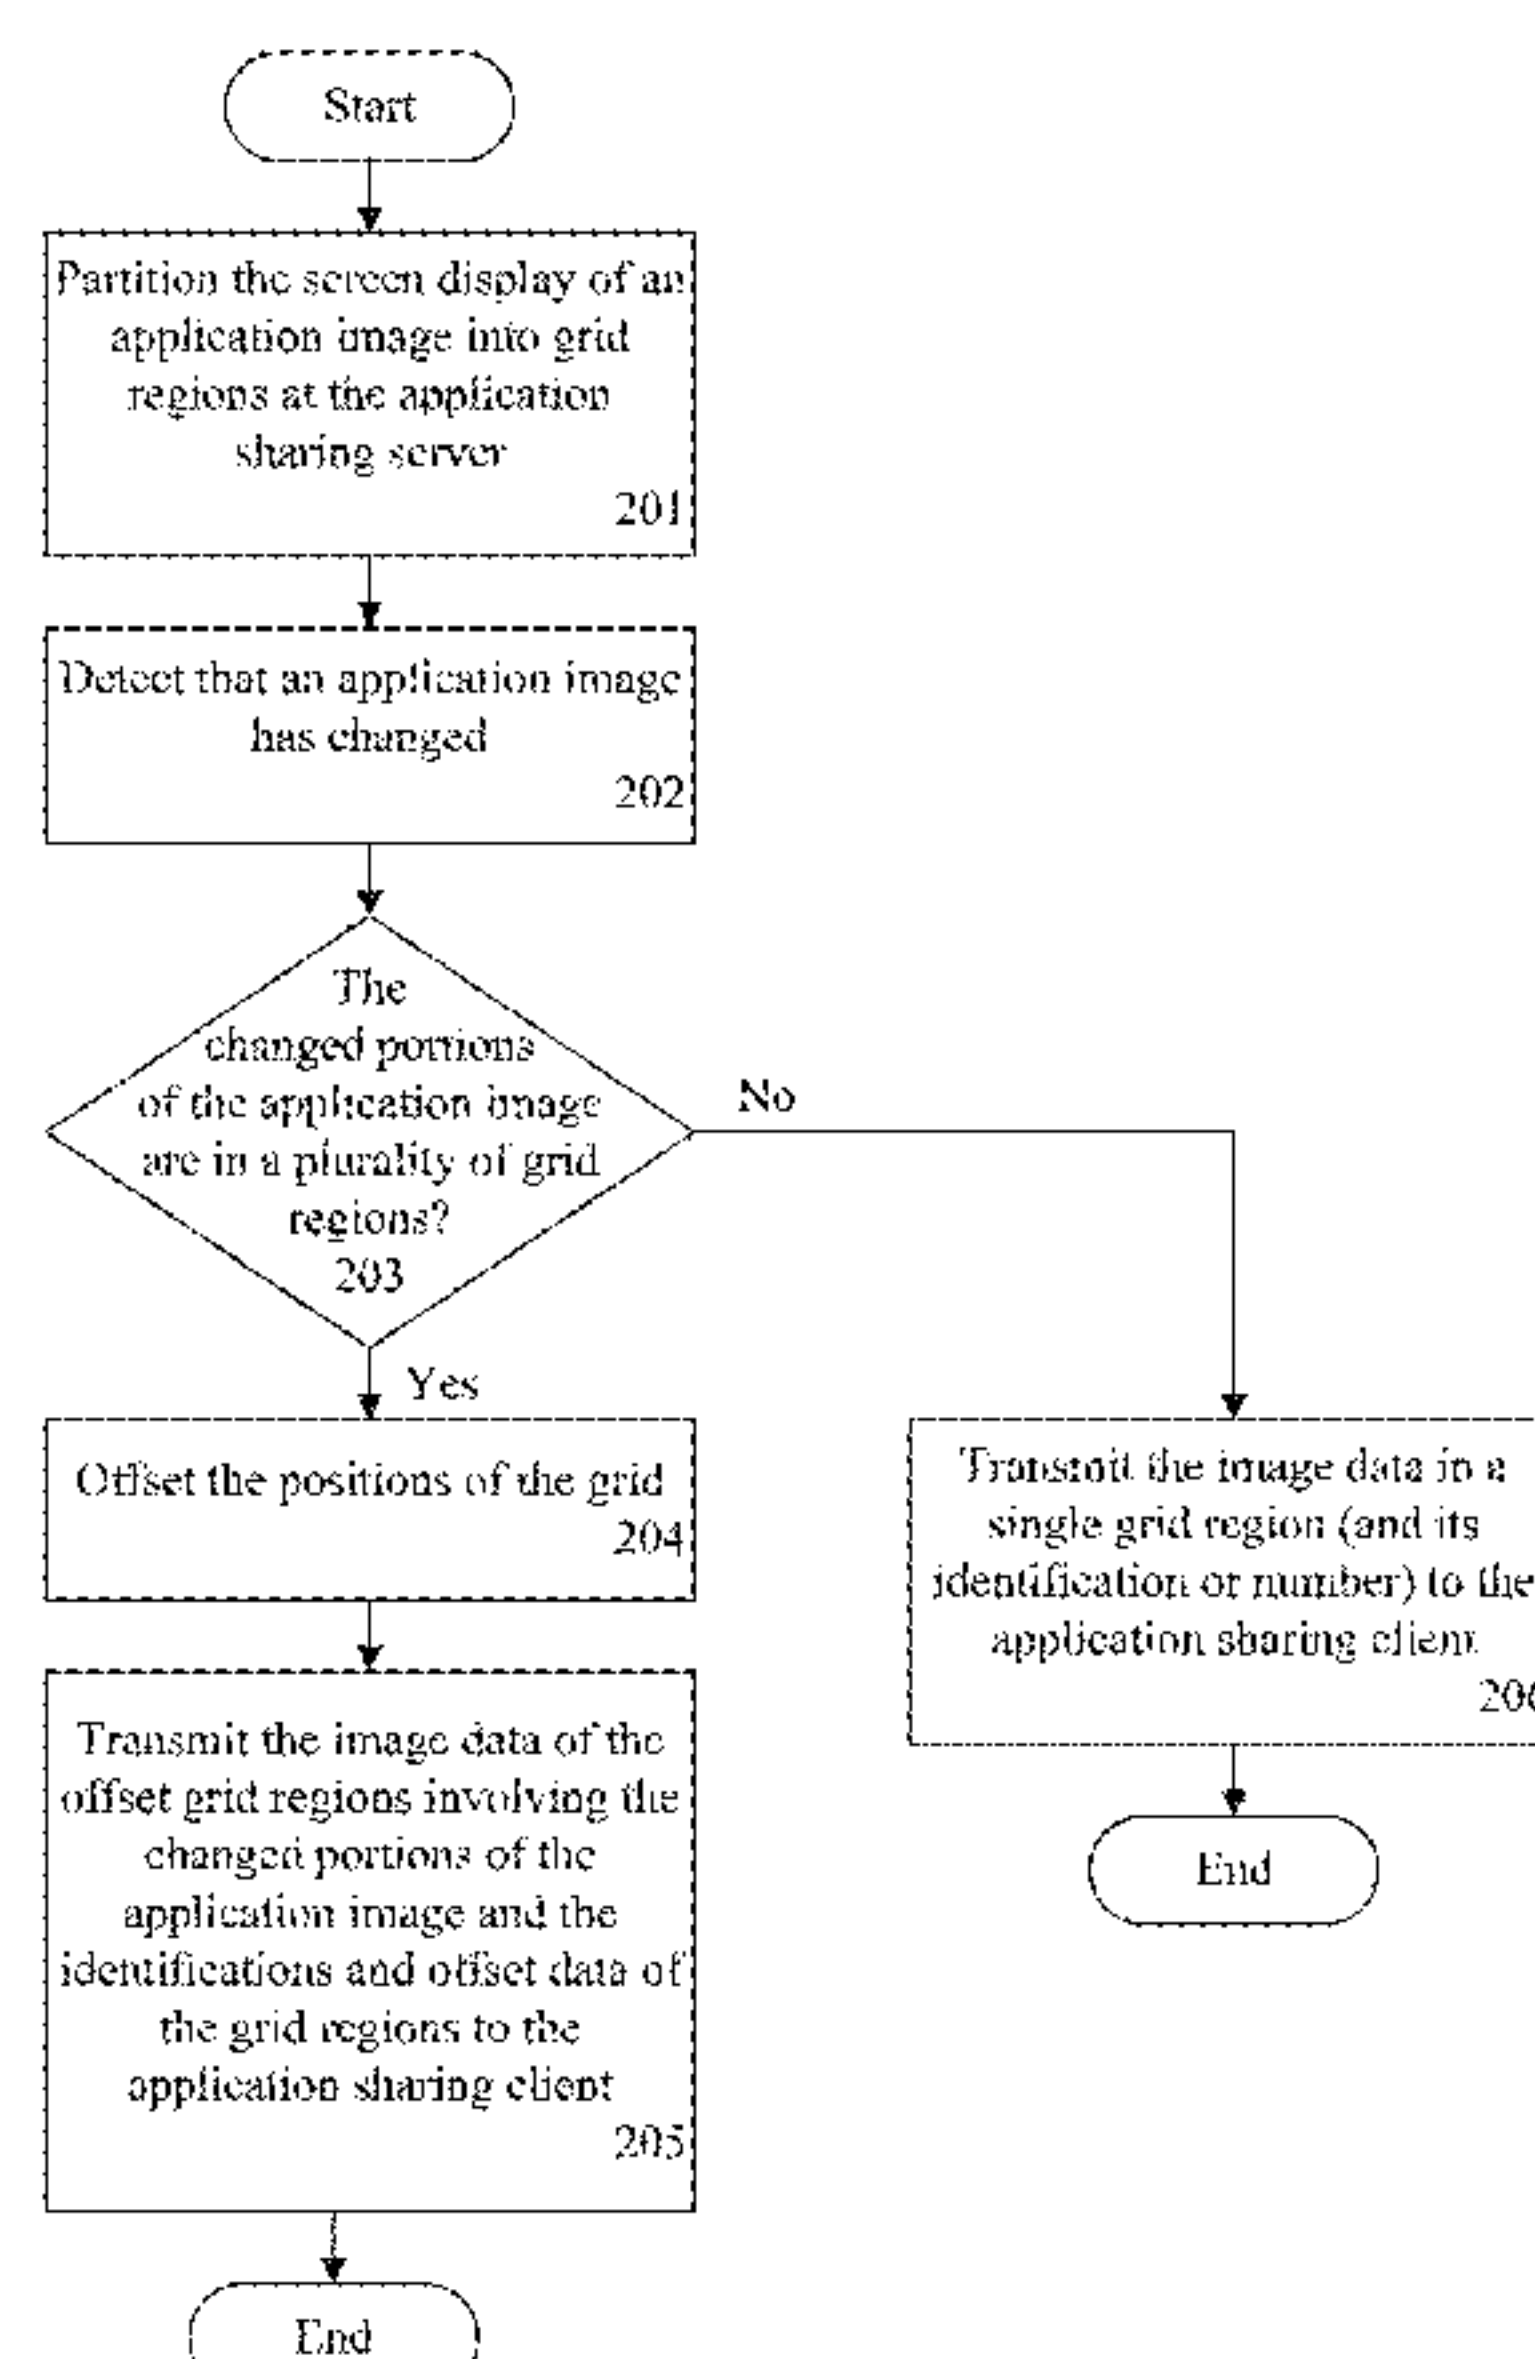 Start
Partition the screen display of an
application image into grid
regions at the application
sharing server
201
Detect that an application image
has changed
202
The
changed portions
of the application image
are in a plurality of grid
regions?
203
No
Yes
Offset the positions of the grid
204
Transmit the image data in a
single grid region (and its
identification or number) to the
application sharing client
206
End
Transmit the image data of the
offset grid regions involving the
changed portions of the
application image and the
identifications and offset data of
the grid regions to the
application sharing client
205
End